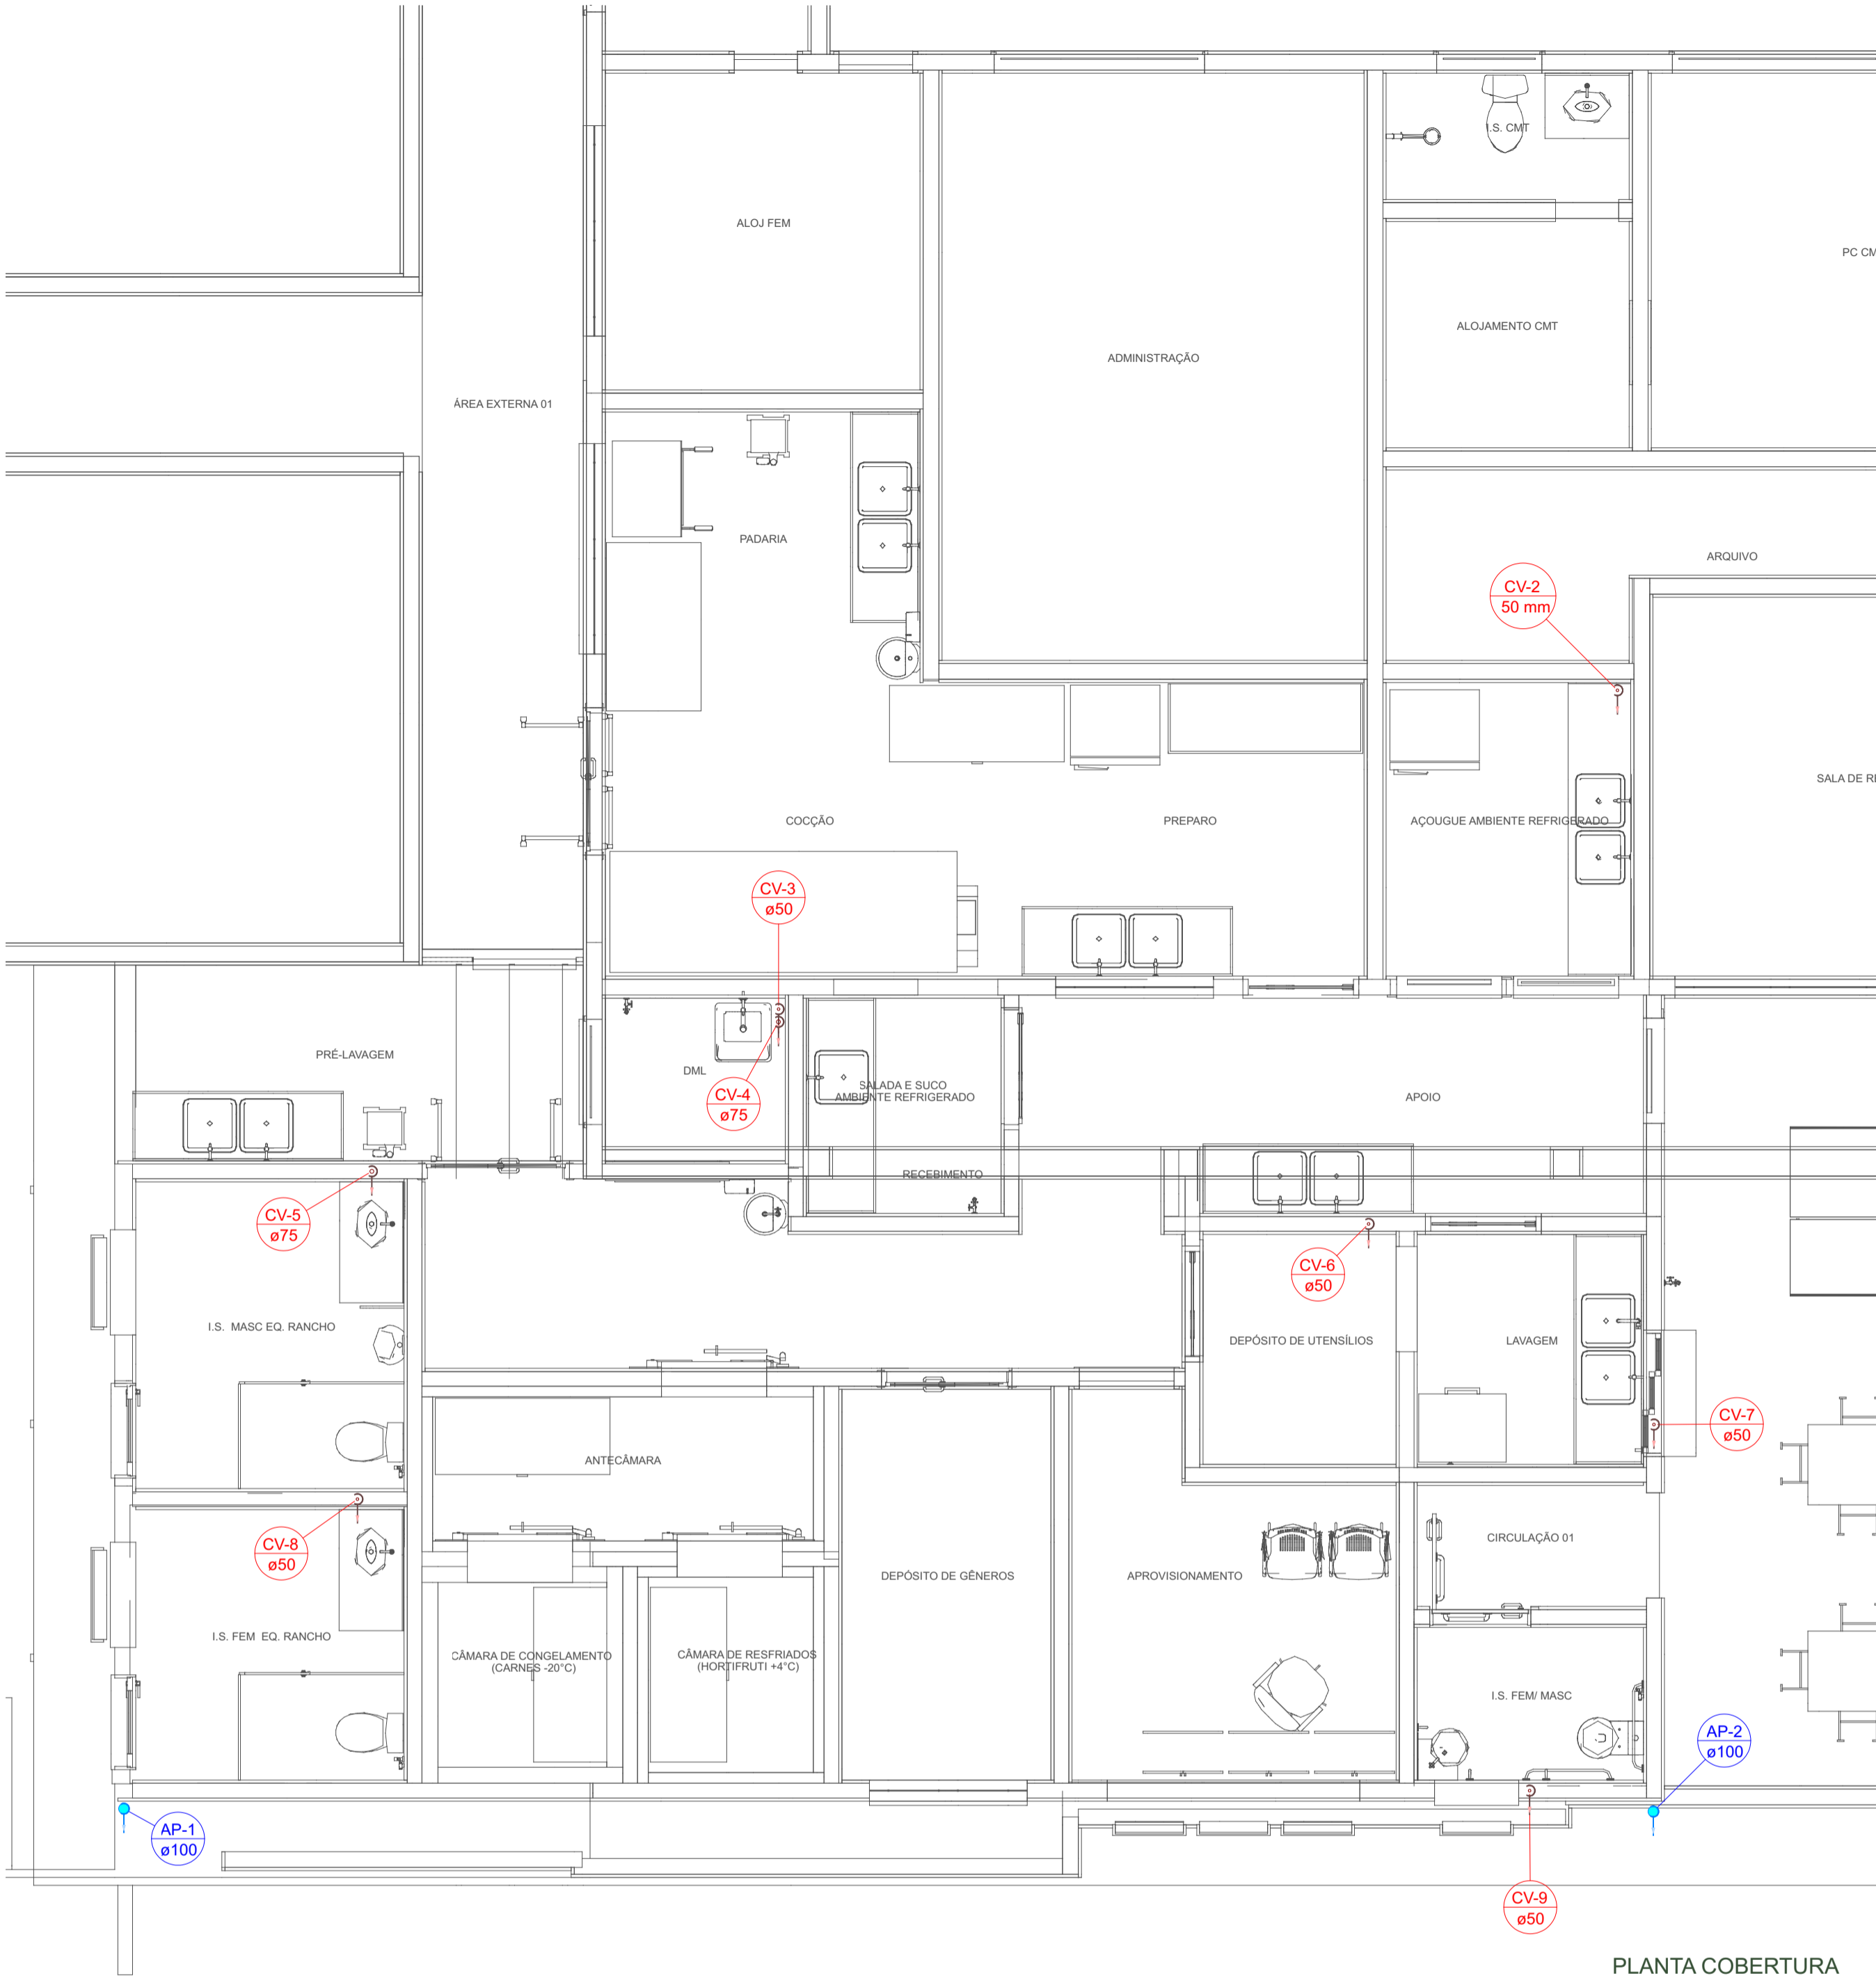 I.S. CMT
ALOJ FEM
PC CM
ALOJAMENTO CMT
ADMINISTRAÇÃO
ÁREA EXTERNA 01
PADARIA
ARQUIVO
CV-2
50 mm
SALA DE R
COCÇÃO
PREPARO
AÇOUGUE AMBIENTE REFRIGERADO
CV-3
ø50
PRÉ-LAVAGEM
DML
SALADA E SUCO
AMBIENTE REFRIGERADO
APOIO
CV-4
ø75
RECEBIMENTO
CV-5
ø75
CV-6
ø50
I.S. MASC EQ. RANCHO
DEPÓSITO DE UTENSÍLIOS
LAVAGEM
CV-7
ø50
ANTECÂMARA
CV-8
ø50
CIRCULAÇÃO 01
DEPÓSITO DE GÊNEROS
APROVISIONAMENTO
I.S. FEM EQ. RANCHO
CÂMARA DE CONGELAMENTO
(CARNES -20°C)
CÂMARA DE RESFRIADOS
(HORTIFRUTI +4°C)
I.S. FEM/ MASC
AP-2
ø100
AP-1
ø100
CV-9
ø50
PLANTA COBERTURA